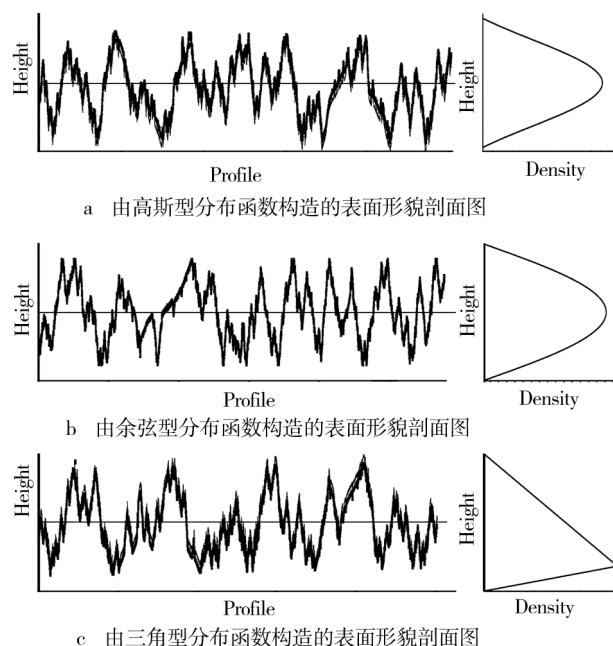 Height
Height
Profile
Density
a 由高斯型分布函数构造的表面形貌剖面图
Height
Height
Profile
Density
b 由余弦型分布函数构造的表面形貌剖面图
Height
Height
Profile
Density
c 由三角型分布函数构造的表面形貌剖面图